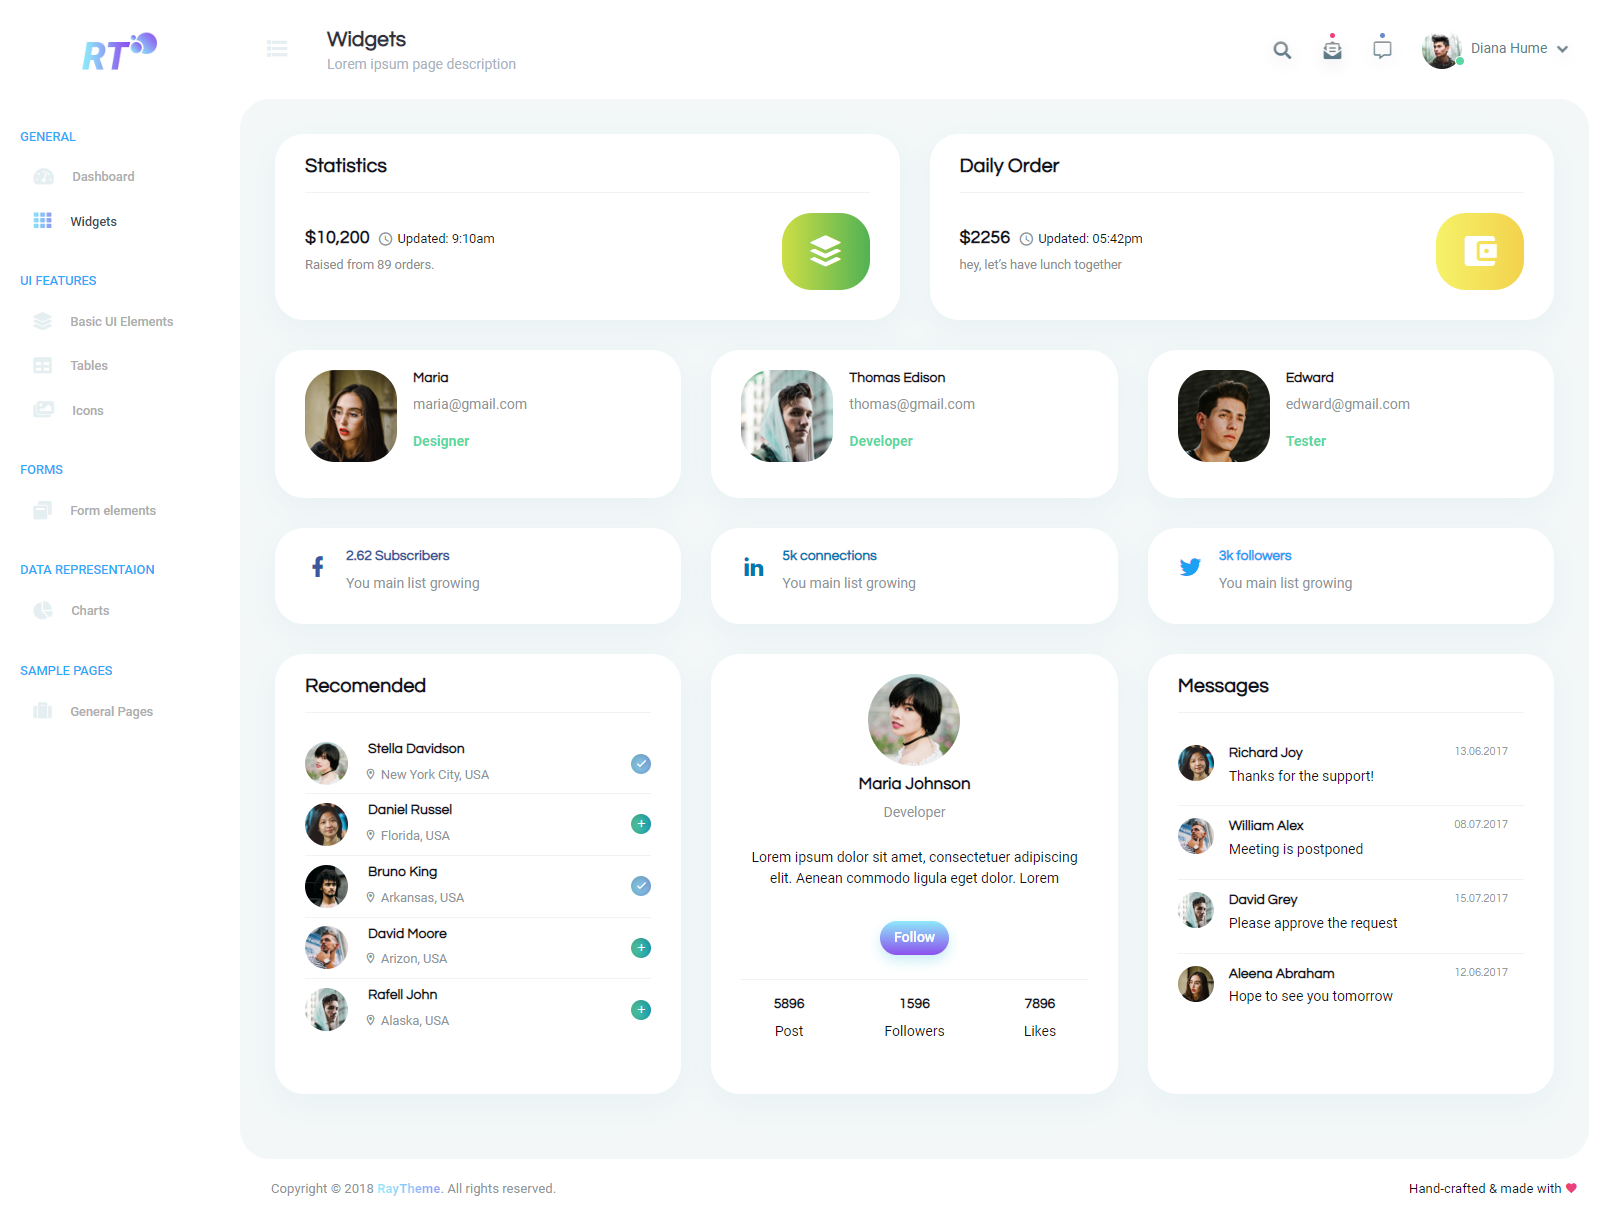 RT
Widgets
Lorem ipsum page description
Diana Hume
GENERAL
Dashboard
Widgets
UI FEATURES
Basic UI Elements
Tables
Icons
FORMS
Form elements
DATA REPRESENTAION
Charts
SAMPLE PAGES
General Pages
Statistics
$10,200 Updated: 9:10am
Raised from 89 orders.
Daily Order
$2256 Updated: 05:42pm
hey, let's have lunch together
Maria
maria@gmail.com
Designer
Thomas Edison
thomas@gmail.com
Developer
Edward
edward@gmail.com
Tester
2.62 Subscribers
You main list growing
5k connections
You main list growing
3k followers
You main list growing
Recomended
Stella Davidson
New York City, USA
Daniel Russel
Florida, USA
Bruno King
Arkansas, USA
David Moore
Arizon, USA
Rafell John
Alaska, USA
Maria Johnson
Developer
Lorem ipsum dolor sit amet, consectetuer adipiscing
elit. Aenean commodo ligula eget dolor. Lorem
Follow
5896 1596 7896
Post Followers Likes
Messages
Richard Joy 13.06.2017
Thanks for the support!
William Alex 08.07.2017
Meeting is postponed
David Grey 15.07.2017
Please approve the request
Aleena Abraham 12.06.2017
Hope to see you tomorrow
Copyright © 2018 RayTheme. All rights reserved.
Hand-crafted & made with